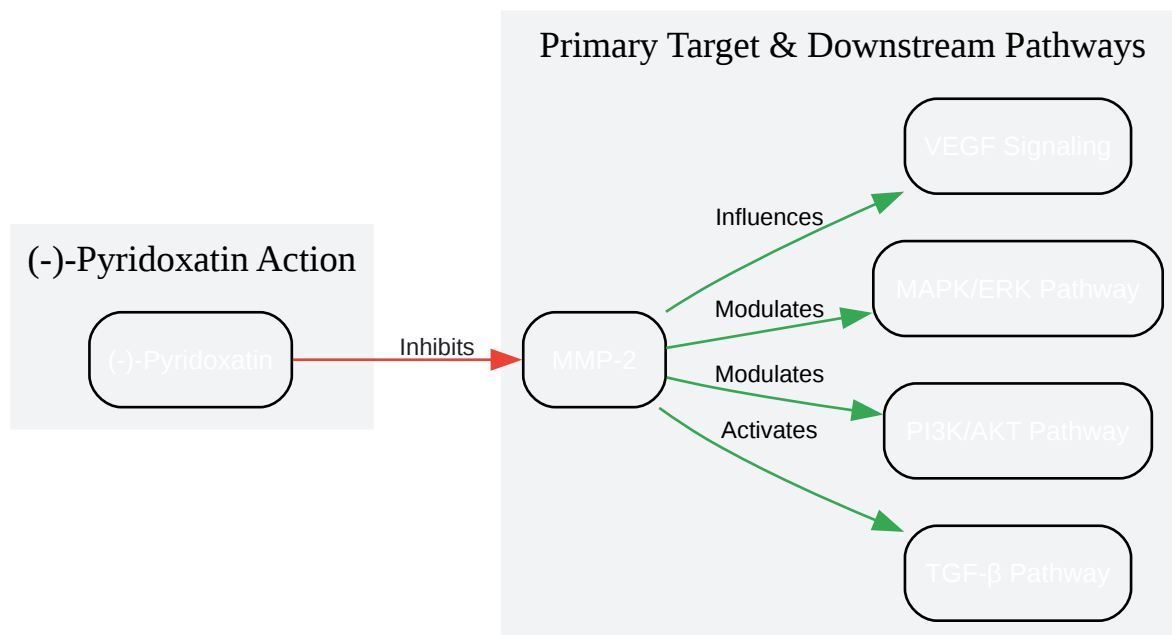 Primary Target & Downstream Pathways
VEGF Signaling
Influences
(-)-Pyridoxatin Action
MAPK/ERK Pathway
Modulates
(-)-Pyridoxatin
Inhibits
MMP-2
Modulates
PI3K/AKT Pathway
Activates
TGF-β Pathway